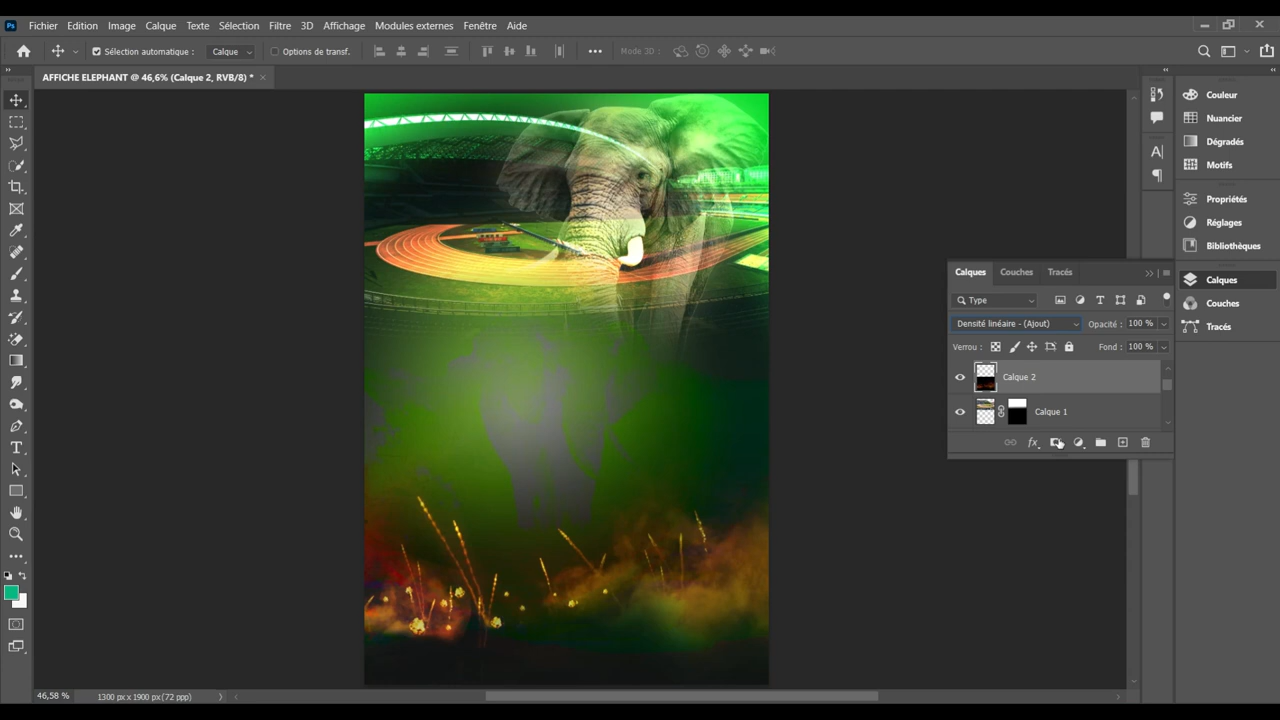 Ps Fichier Edition Image Calque Texte Sélection Filtre 3D Affichage Modules externes Fenêtre Aide
Sélection automatique : Calque Options de transf. Mode 3D :
AFFICHE ELEPHANT @ 46,6% (Calque 2, RVB/8) *
Couleur
Nuancier
Dégradés
Motifs
Propriétés
Réglages
Bibliothèques
Calques
Couches
Tracés
Calques Couches Tracés
Type
Densité linéaire - (Ajout) Opacité : 100 %
Verrou : Fond : 100 %
Calque 2
Calque 1
fx
46,58 % 1300 px x 1900 px (72 ppp)